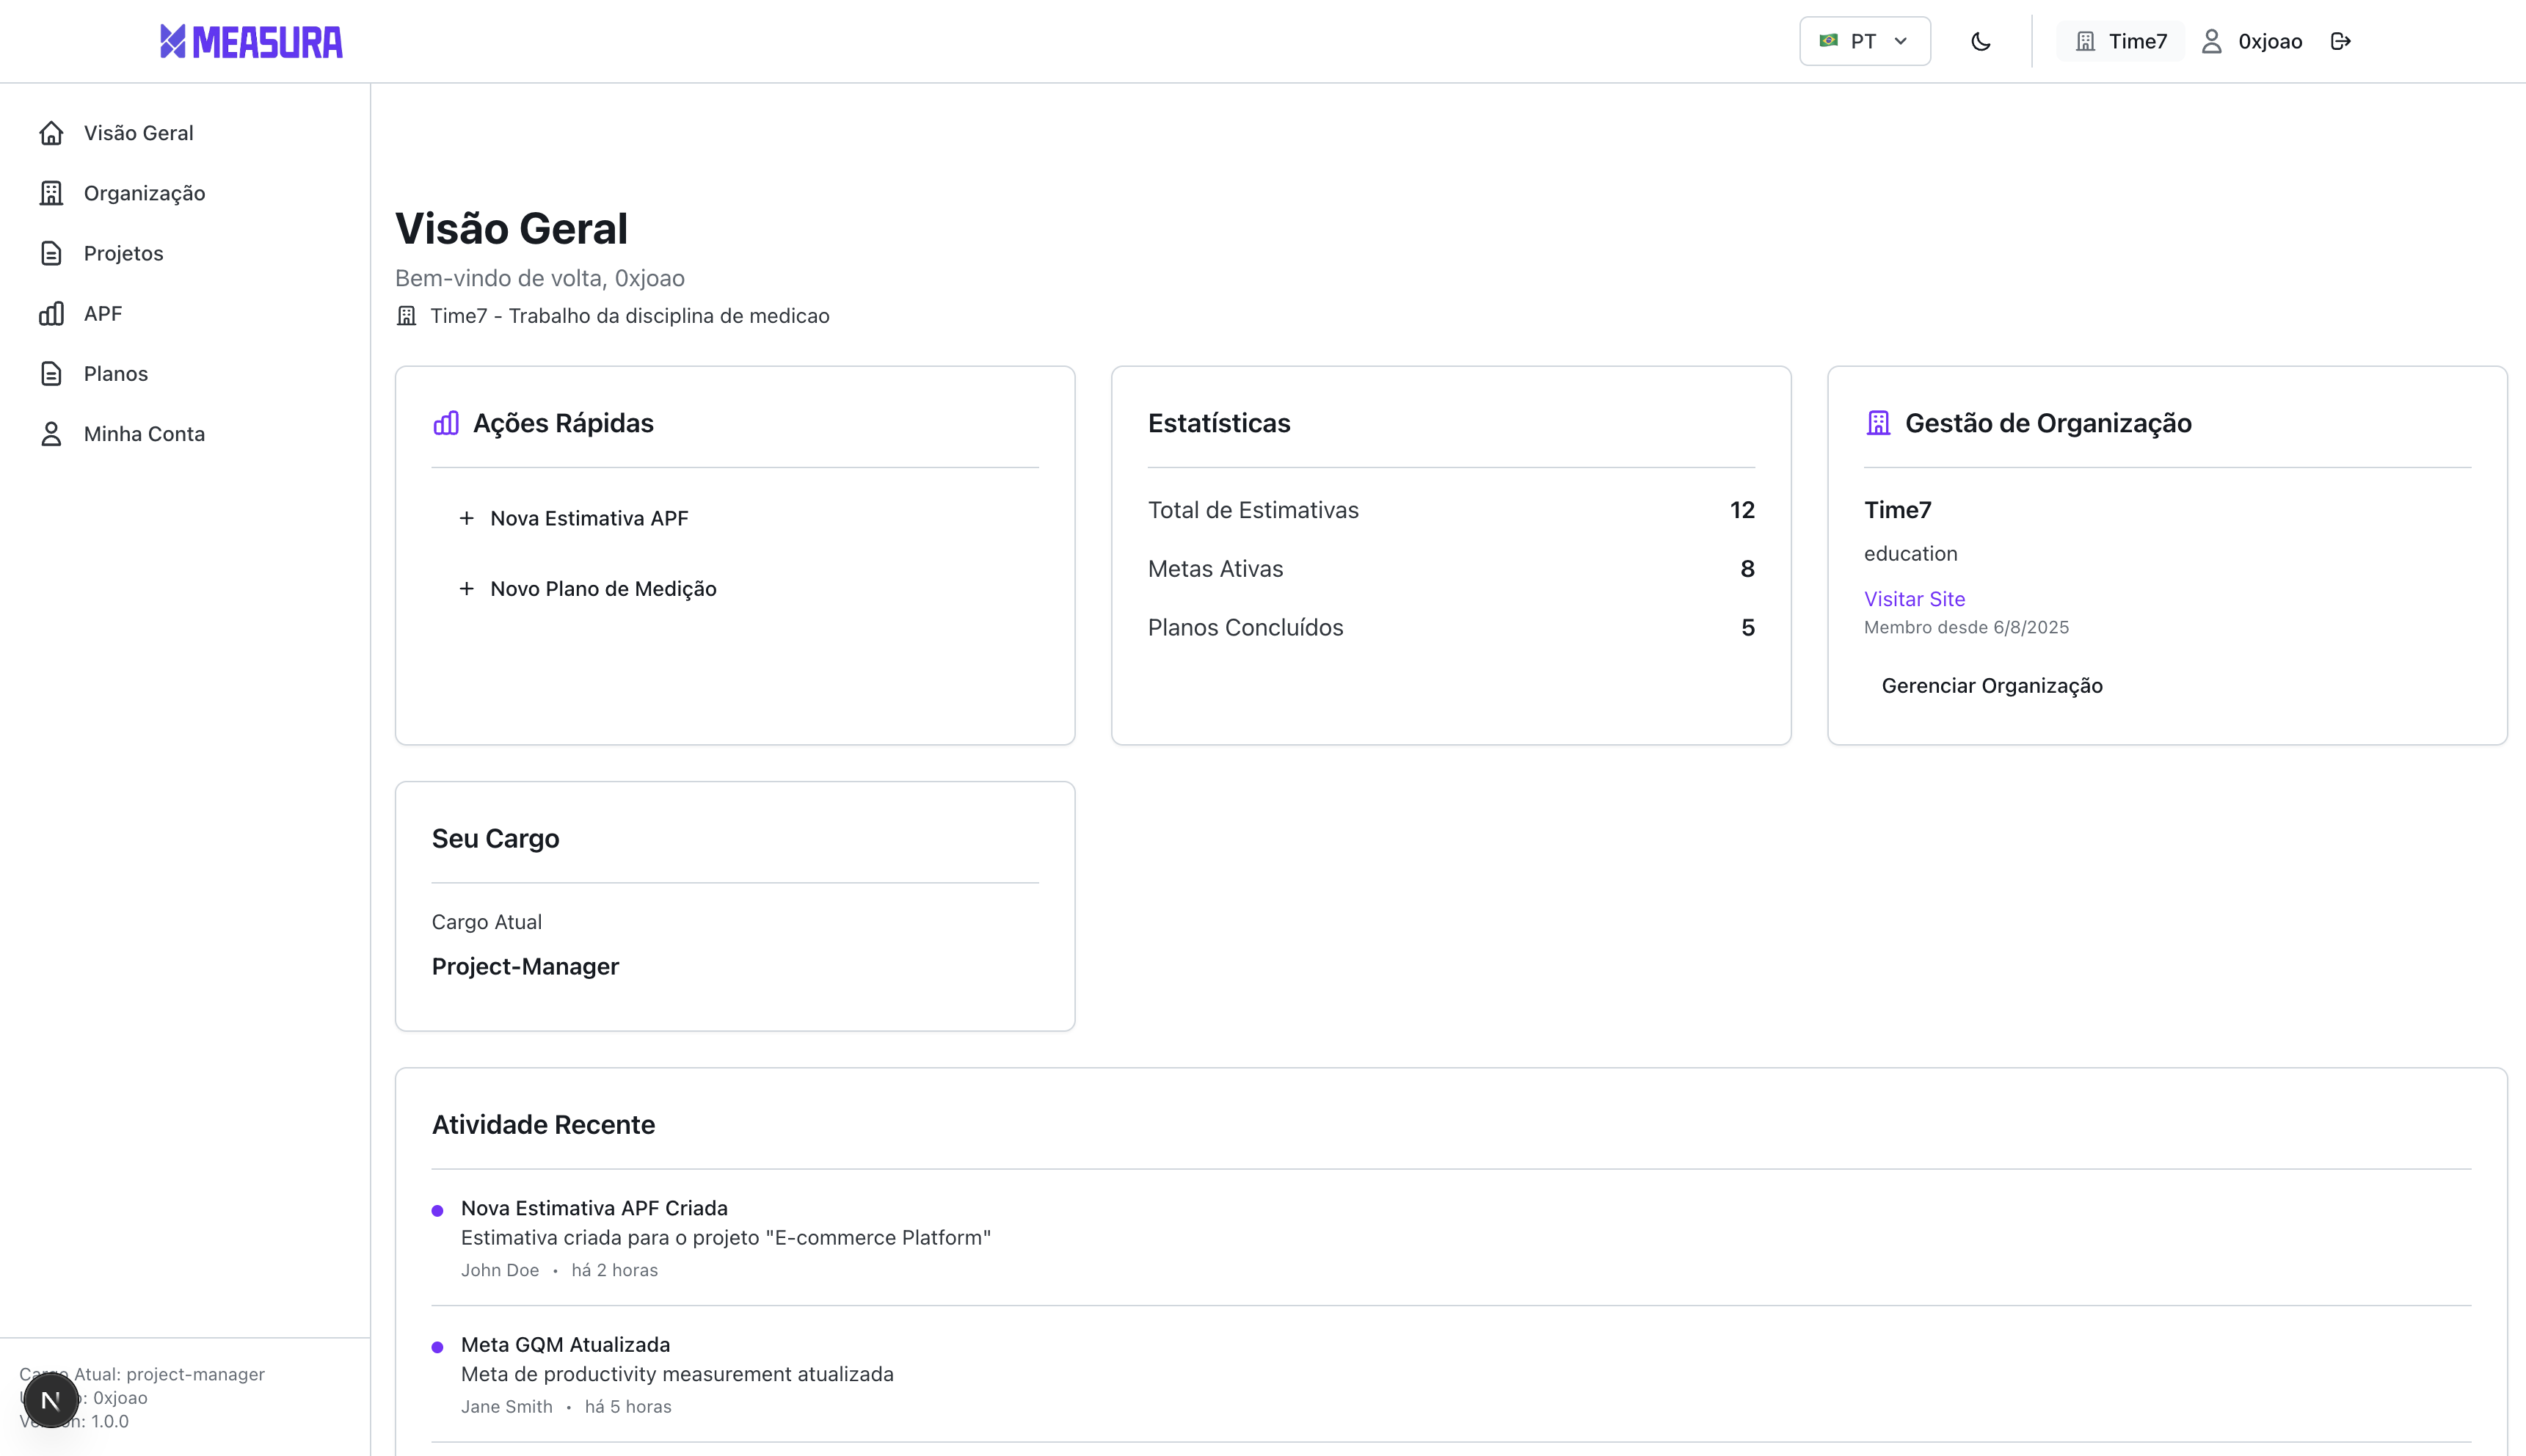 MEASURA
PT
Time7
0xjoao
Visão Geral
Organização
Projetos
APF
Planos
Minha Conta
Visão Geral
Bem-vindo de volta, 0xjoao
Time7 - Trabalho da disciplina de medicao
Ações Rápidas
+ Nova Estimativa APF
+ Novo Plano de Medição
Estatísticas
Total de Estimativas 12
Metas Ativas 8
Planos Concluídos 5
Gestão de Organização
Time7
education
Visitar Site
Membro desde 6/8/2025
Gerenciar Organização
Seu Cargo
Cargo Atual
Project-Manager
Atividade Recente
Nova Estimativa APF Criada
Estimativa criada para o projeto "E-commerce Platform"
John Doe • há 2 horas
Meta GQM Atualizada
Meta de productivity measurement atualizada
Jane Smith • há 5 horas
Atual: project-manager
0xjoao
1.0.0
N